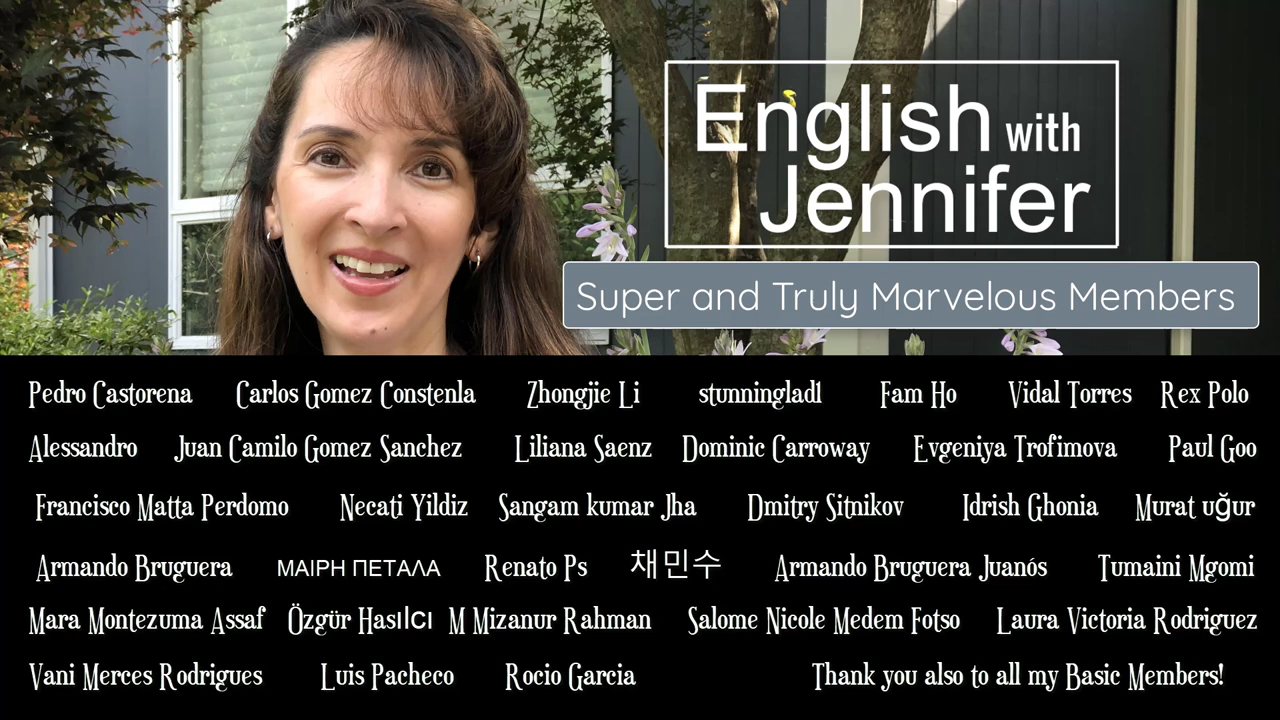 English with
Jennifer
Super and Truly Marvelous Members
Pedro Castorena Carlos Gomez Constenla Zhongjie Li stunninglad1 Fam Ho Vidal Torres Rex Polo
Alessandro Juan Camilo Gomez Sanchez Liliana Saenz Dominic Carroway Evgeniya Trofimova Paul Goo
Francisco Matta Perdomo Necati Yildiz Sangam kumar Jha Dmitry Sitnikov Idrish Ghonia Murat uğur
Armando Bruguera ΜΑΙΡΗ ΠΕΤΑΛΑ Renato Ps 채민수 Armando Bruguera Juanós Tumaini Mgomi
Mara Montezuma Assaf Özgür Hasılcı M Mizanur Rahman Salome Nicole Medem Fotso Laura Victoria Rodriguez
Vani Merces Rodrigues Luis Pacheco Rocio Garcia Thank you also to all my Basic Members!